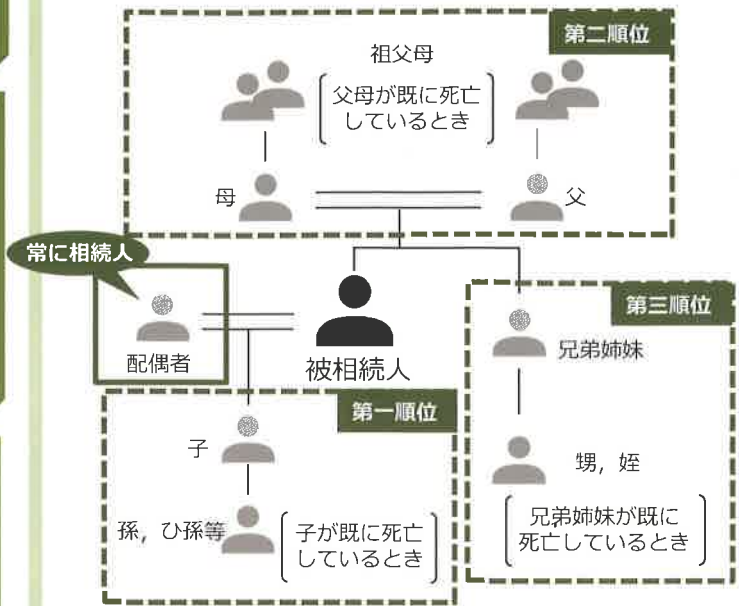 第二順位
祖父母
父母が既に死亡
しているとき
母
父
常に相続人
配偶者
被相続人
第三順位
兄弟姉妹
甥，姪
兄弟姉妹が既に
死亡しているとき
第一順位
子
孫，ひ孫等
子が既に死亡
しているとき